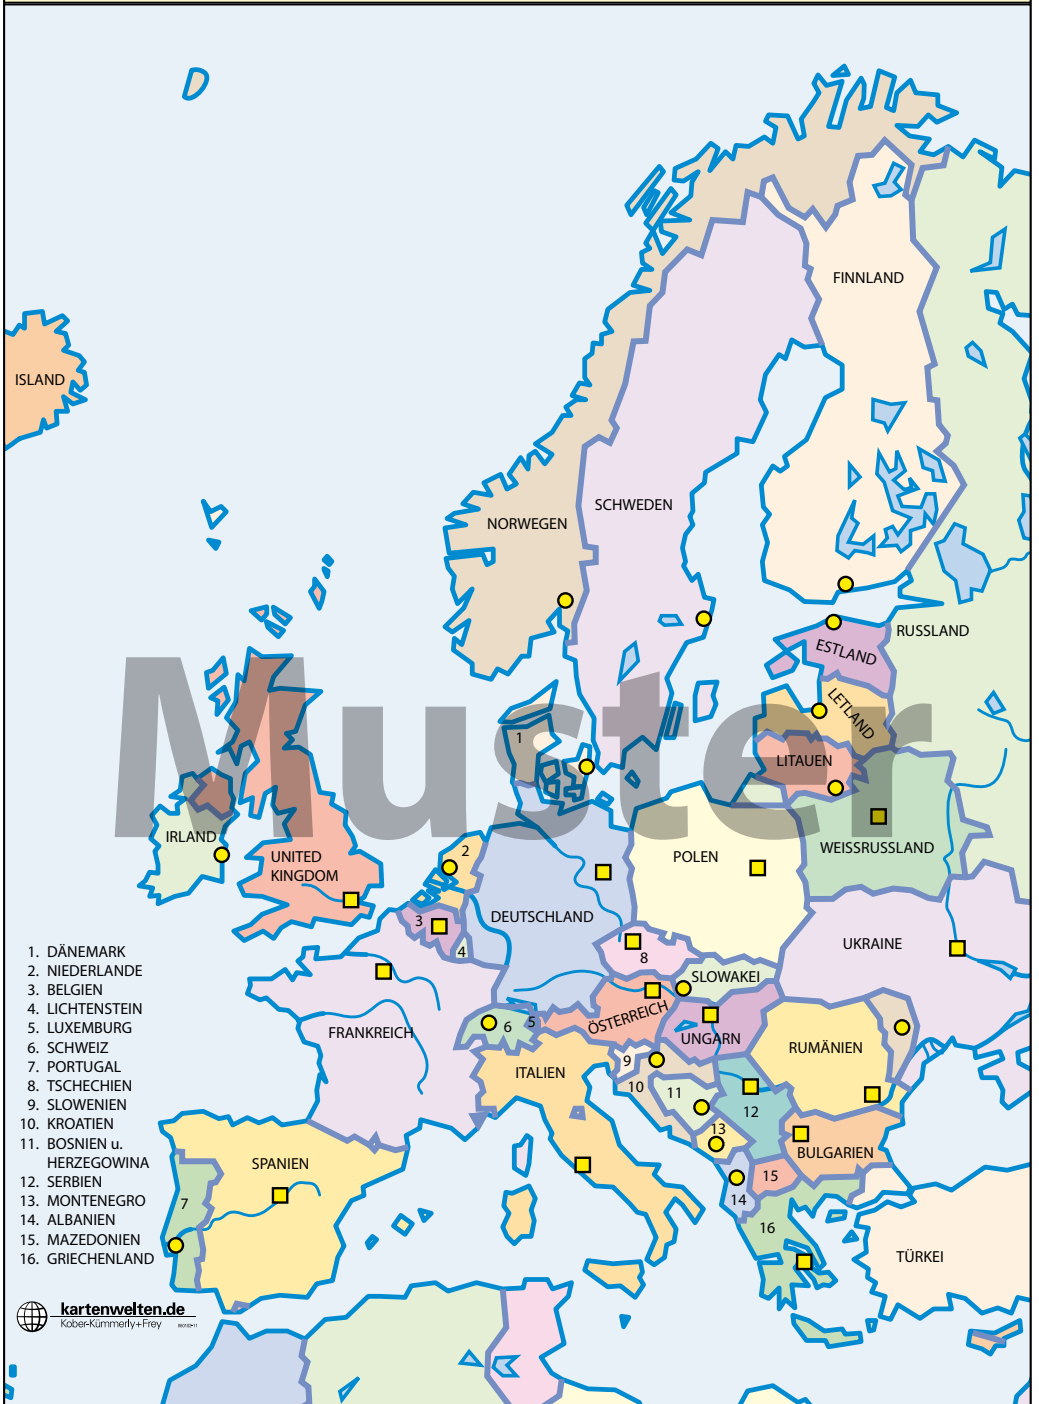 ISLAND
FINNLAND
SCHWEDEN
NORWEGEN
RUSSLAND
ESTLAND
LETLAND
LITAUEN
Muster
1
IRLAND
UNITED
KINGDOM
2
3
4
DEUTSCHLAND
POLEN
WEISSRUSSLAND
UKRAINE
8
SLOWAKEI
ÖSTERREICH
UNGARN
RUMÄNIEN
FRANKREICH
6
5
ITALIEN
9
10
11
12
13
14
15
16
BULGARIEN
SPANIEN
7
TÜRKEI
1. DÄNEMARK
2. NIEDERLANDE
3. BELGIEN
4. LICHTENSTEIN
5. LUXEMBURG
6. SCHWEIZ
7. PORTUGAL
8. TSCHECHIEN
9. SLOWENIEN
10. KROATIEN
11. BOSNIEN u.
HERZEGOWINA
12. SERBIEN
13. MONTENEGRO
14. ALBANIEN
15. MAZEDONIEN
16. GRIECHENLAND
kartenwelten.de
Kober-Kümmerly+Frey